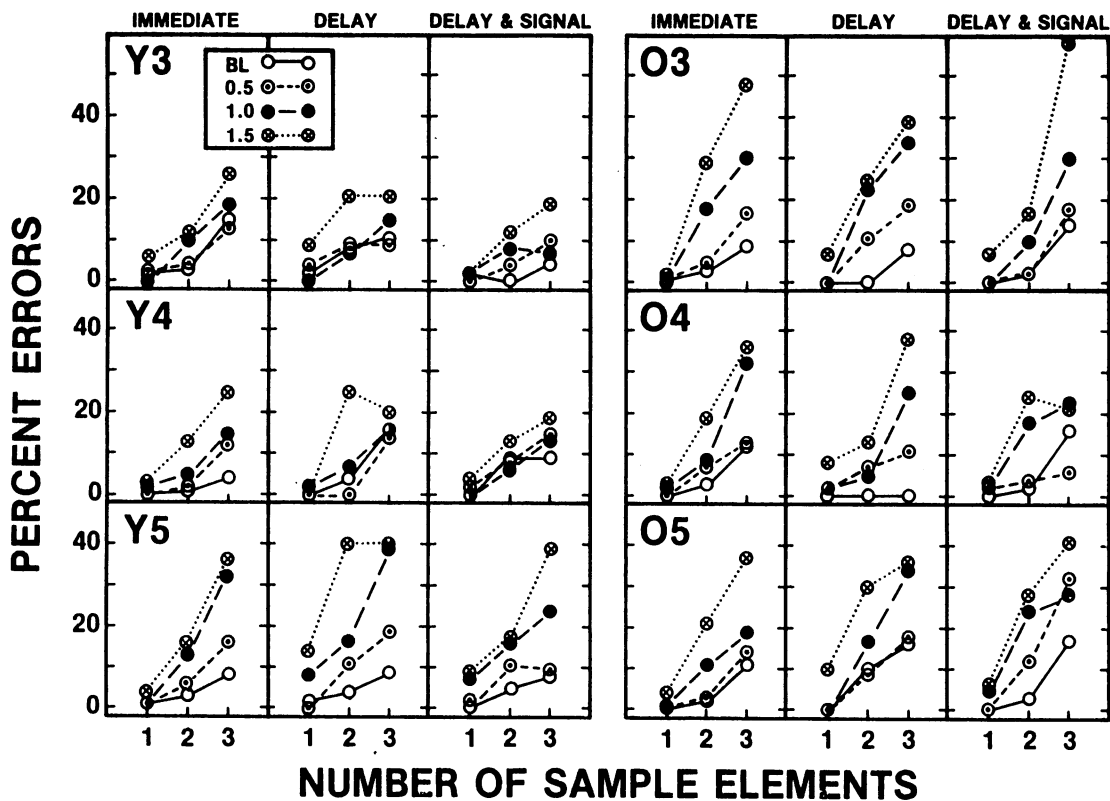 IMMEDIATE DELAY DELAY & SIGNAL IMMEDIATE DELAY DELAY & SIGNAL
Y3 O3
BL
0.5
1.0
1.5
40
20
0
Y4 O4
40
20
0
Y5 O5
40
20
0
PERCENT ERRORS
1 2 3 1 2 3 1 2 3 1 2 3 1 2 3 1 2 3
NUMBER OF SAMPLE ELEMENTS